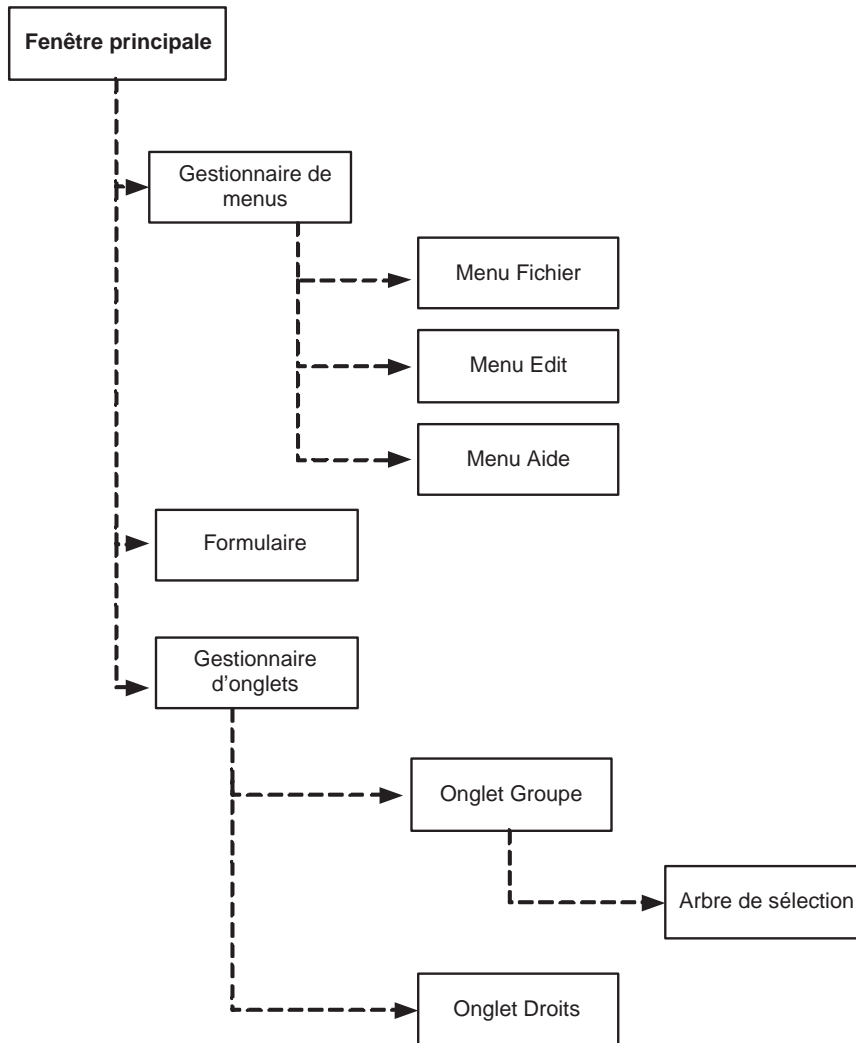 Fenêtre principale
Gestionnaire de
menus
Menu Fichier
Menu Edit
Menu Aide
Formulaire
Gestionnaire
d’onglets
Onglet Groupe
Arbre de sélection
Onglet Droits